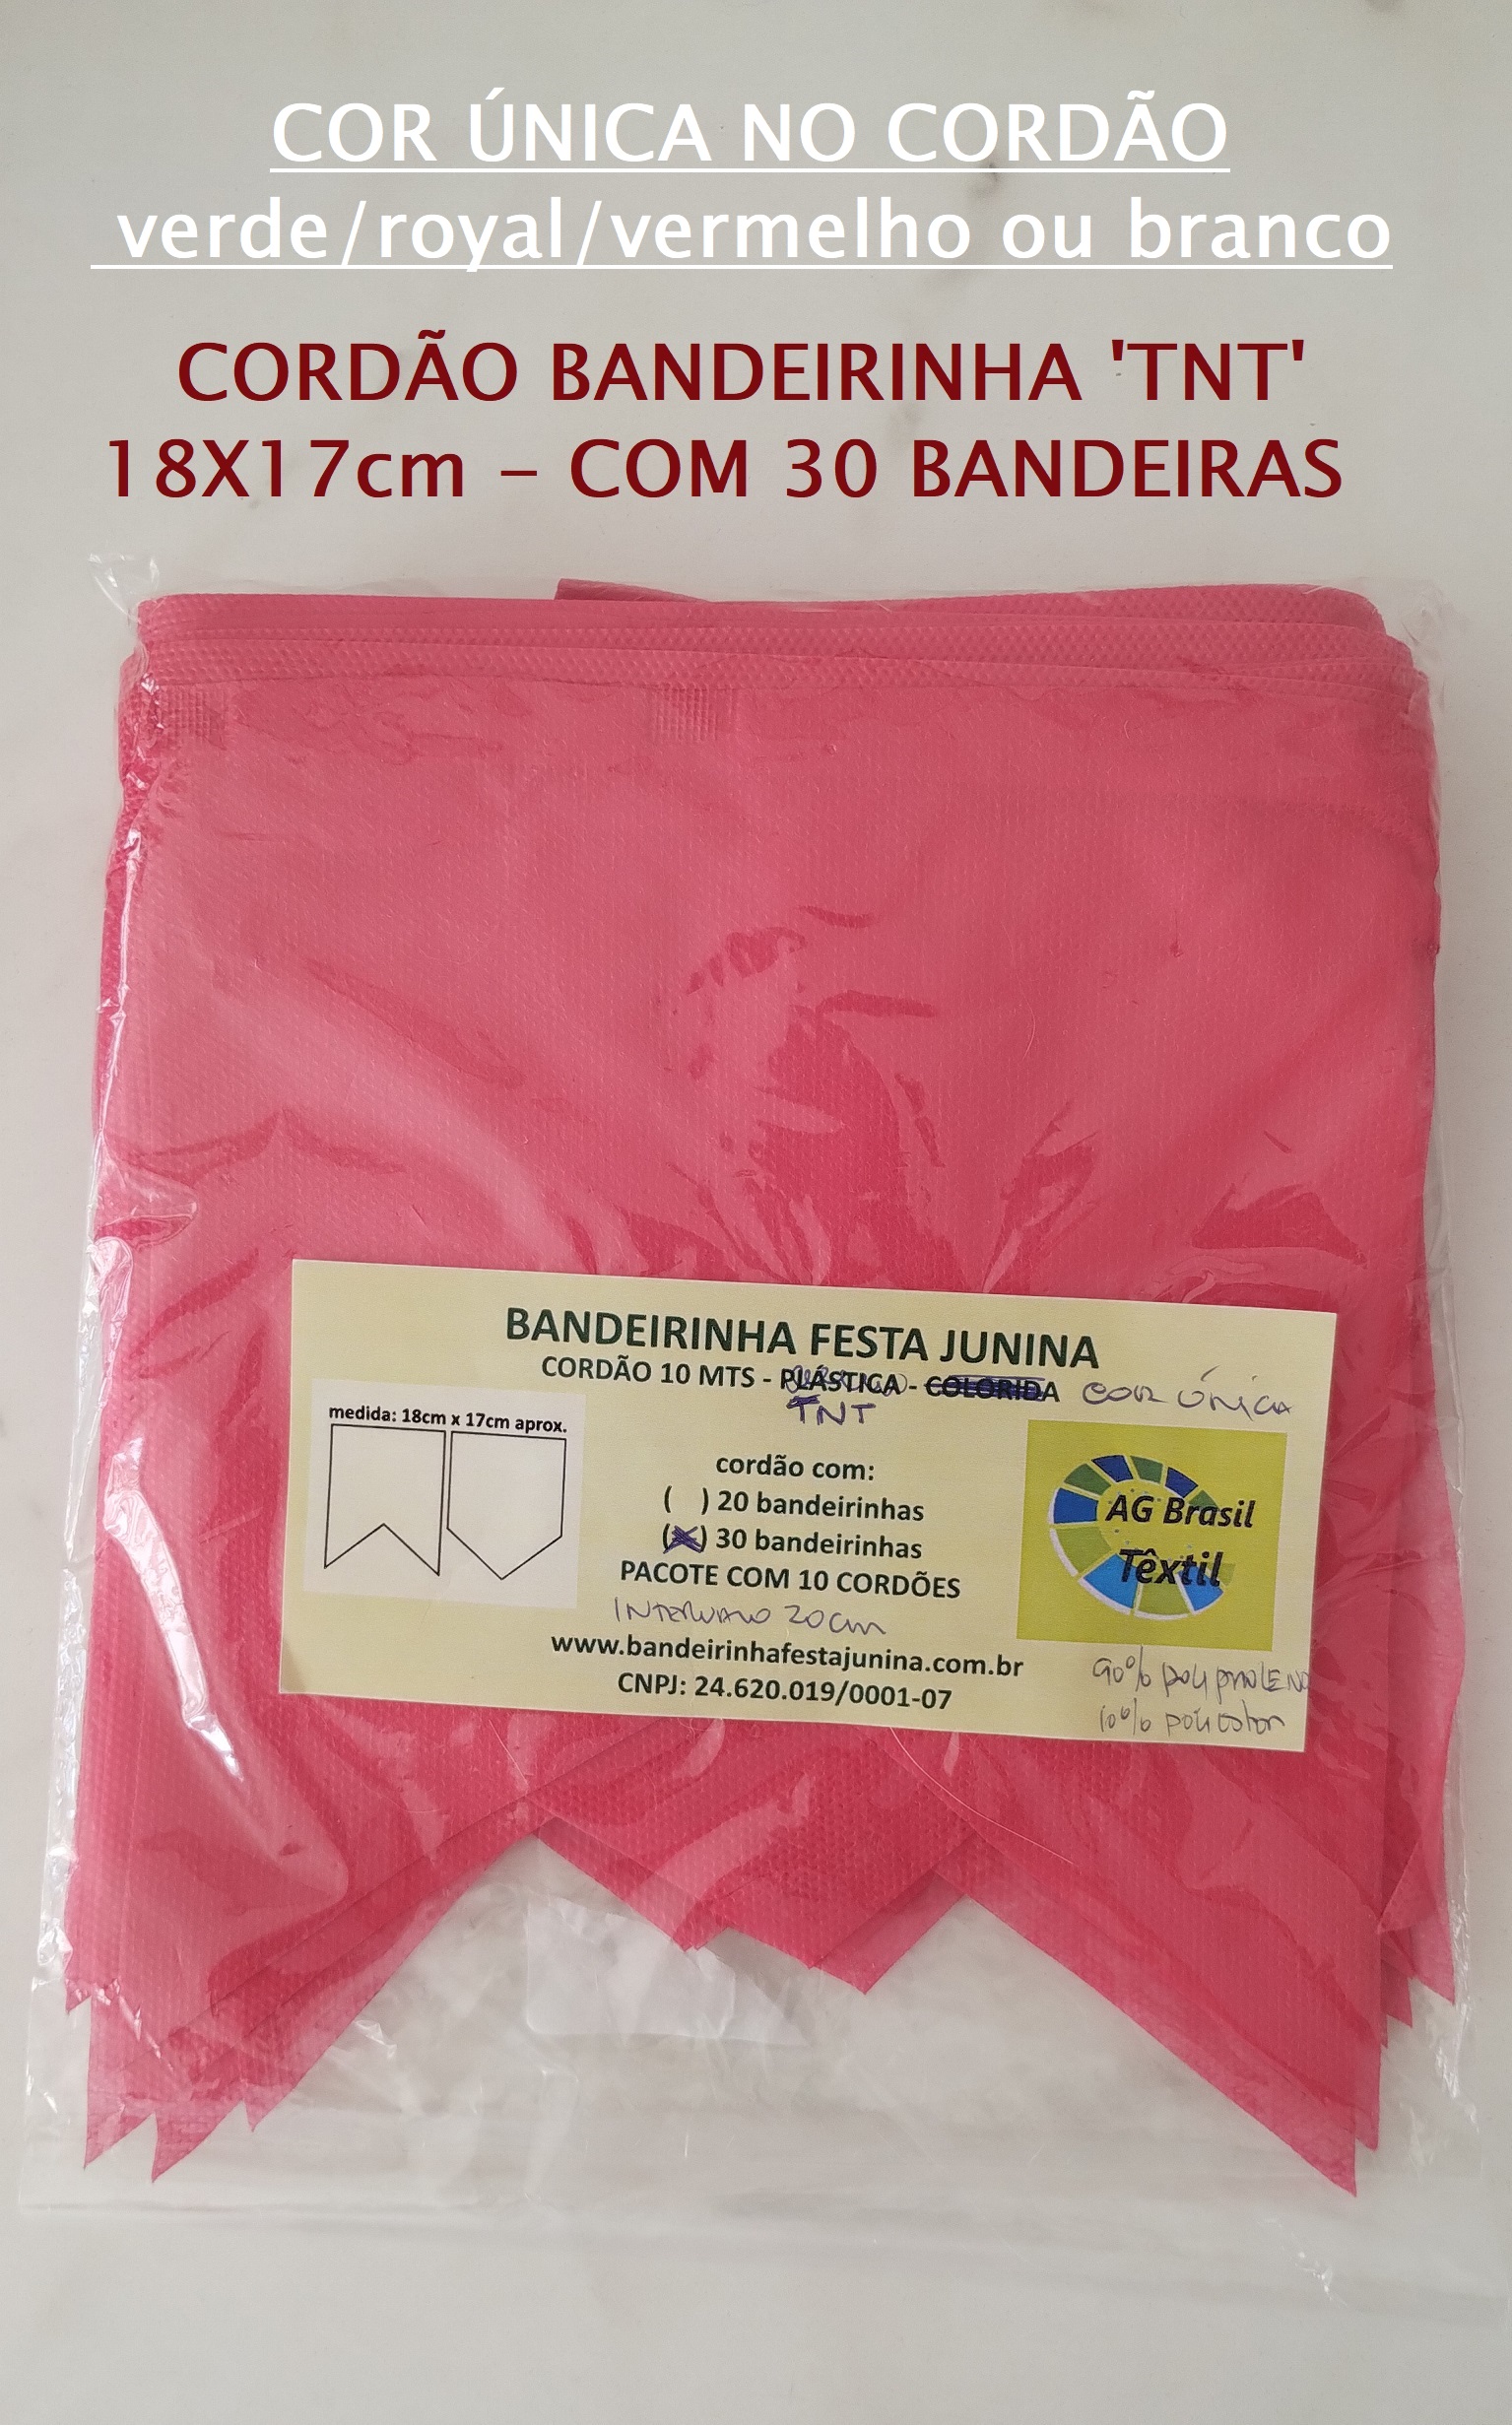 COR ÚNICA NO CORDÃO
verde/royal/vermelho ou branco
CORDÃO BANDEIRINHA 'TNT'
18X17cm – COM 30 BANDEIRAS
BANDEIRINHA FESTA JUNINA
CORDÃO 10 MTS - PLÁSTICA - COLORIDA COR ÚNICA
TNT
medida: 18cm x 17cm aprox.
cordão com:
( ) 20 bandeirinhas
(X) 30 bandeirinhas
PACOTE COM 10 CORDÕES
INTERVALO 20cm
www.bandeirinhafestajunina.com.br
CNPJ: 24.620.019/0001-07
AG Brasil
Têxtil
90% polipropileno
10% poliester